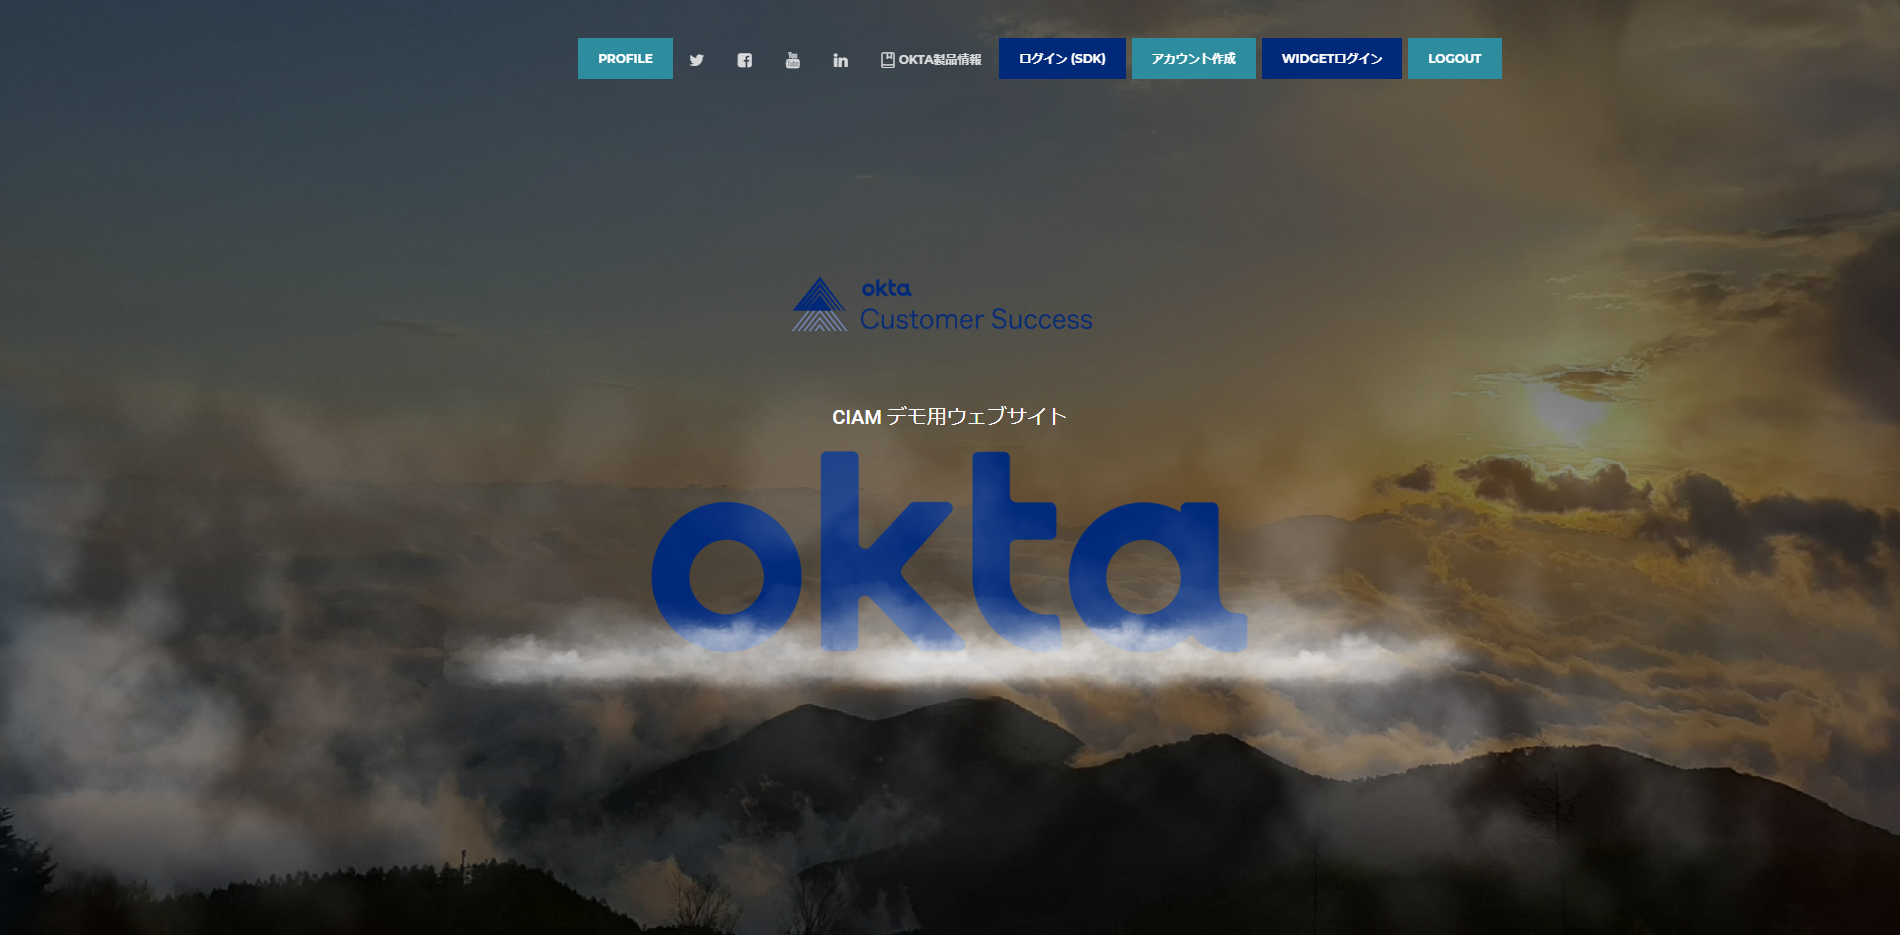 PROFILE
OKTA製品情報
ログイン (SDK)
アカウント作成
WIDGETログイン
LOGOUT
okta
Customer Success
CIAM デモ用ウェブサイト
okta